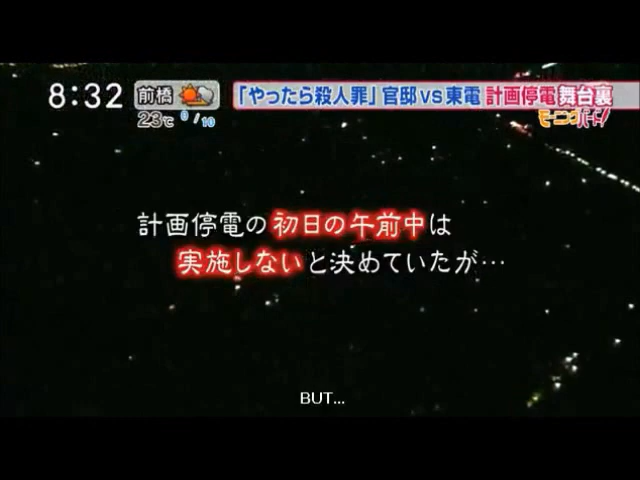 8:32 前橋 「やったら殺人罪」官邸vs東電 計画停電 舞台裏
23℃ 0/10 モーニングバード!
計画停電の初日の午前中は
実施しないと決めていたが…
BUT...